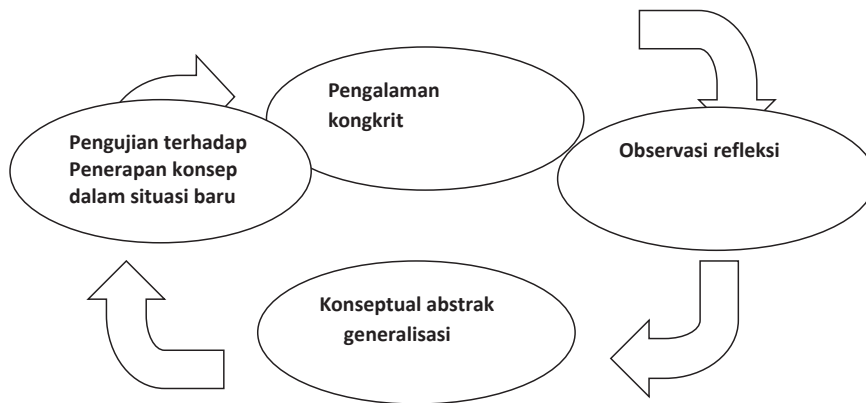 Pengalaman
kongkrit
Pengujian terhadap
Penerapan konsep
dalam situasi baru
Observasi refleksi
Konseptual abstrak
generalisasi